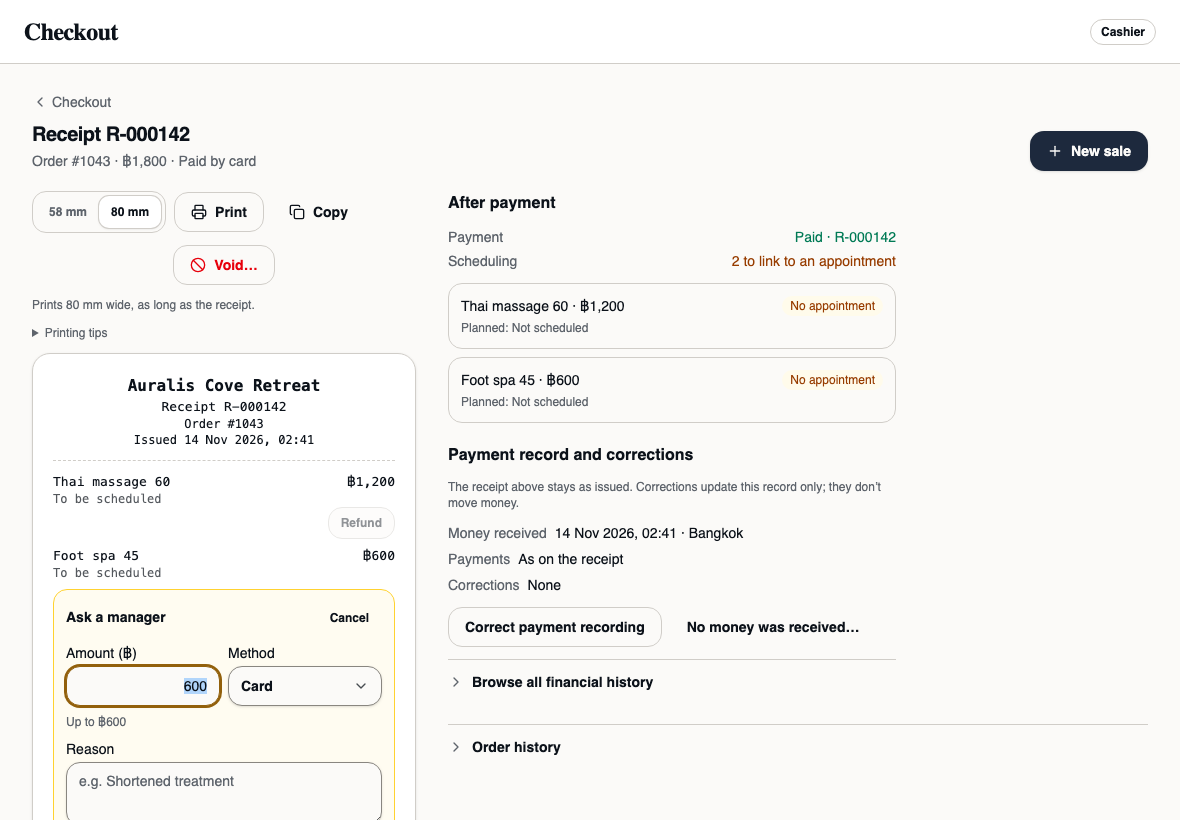 Checkout
Cashier
Checkout
Receipt R-000142
Order #1043 · ฿1,800 · Paid by card
New sale
58 mm
80 mm
Print
Copy
Void…
Prints 80 mm wide, as long as the receipt.
Printing tips
Auralis Cove Retreat
Receipt R-000142
Order #1043
Issued 14 Nov 2026, 02:41
Thai massage 60 ฿1,200
To be scheduled
Refund
Foot spa 45 ฿600
To be scheduled
Ask a manager
Cancel
Amount (฿) Method
600 Card
Up to ฿600
Reason
e.g. Shortened treatment
After payment
Payment Paid · R-000142
Scheduling 2 to link to an appointment
Thai massage 60 · ฿1,200 No appointment
Planned: Not scheduled
Foot spa 45 · ฿600 No appointment
Planned: Not scheduled
Payment record and corrections
The receipt above stays as issued. Corrections update this record only; they don't
move money.
Money received 14 Nov 2026, 02:41 · Bangkok
Payments As on the receipt
Corrections None
Correct payment recording
No money was received…
Browse all financial history
Order history